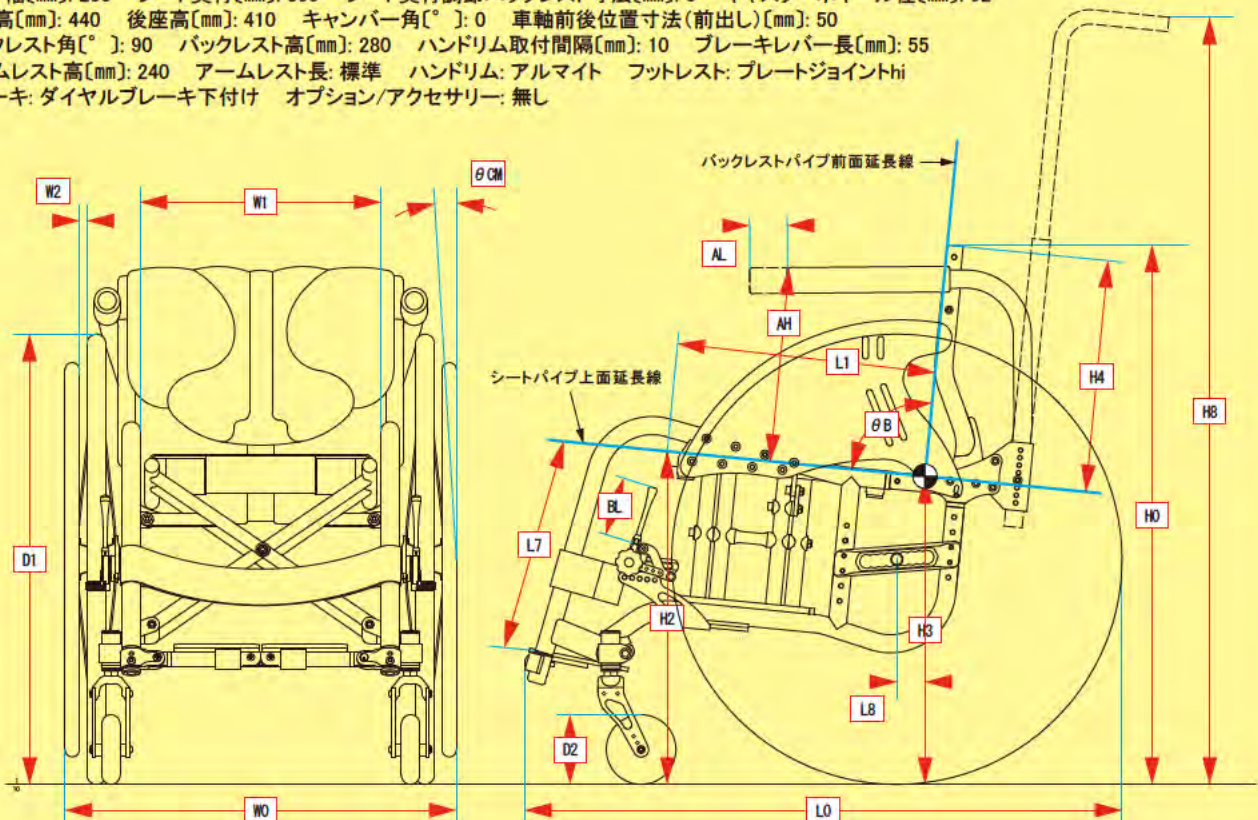 後座高〔mm〕: 410 キャンバー角〔° 〕: 0 車軸前後位置寸法(前出し)〔mm〕: 50
クレスト角〔° 〕: 90 バックレスト高〔mm〕: 280 ハンドリム取付間隔〔mm〕: 10 ブレーキレバー長〔mm〕: 55
ムレスト高〔mm〕: 240 アームレスト長: 標準 ハンドリム: アルマイト フットレスト: プレートジョイントhi
ーキ: ダイヤルブレーキ下付け オプション/アクセサリー: 無し
バックレストパイプ前面延長線
θCM
W2
W1
AL
AH
L1
H4
H8
シートパイプ上面延長線
θB
BL
L7
H0
D1
H2
H3
L8
D2
W0
L0